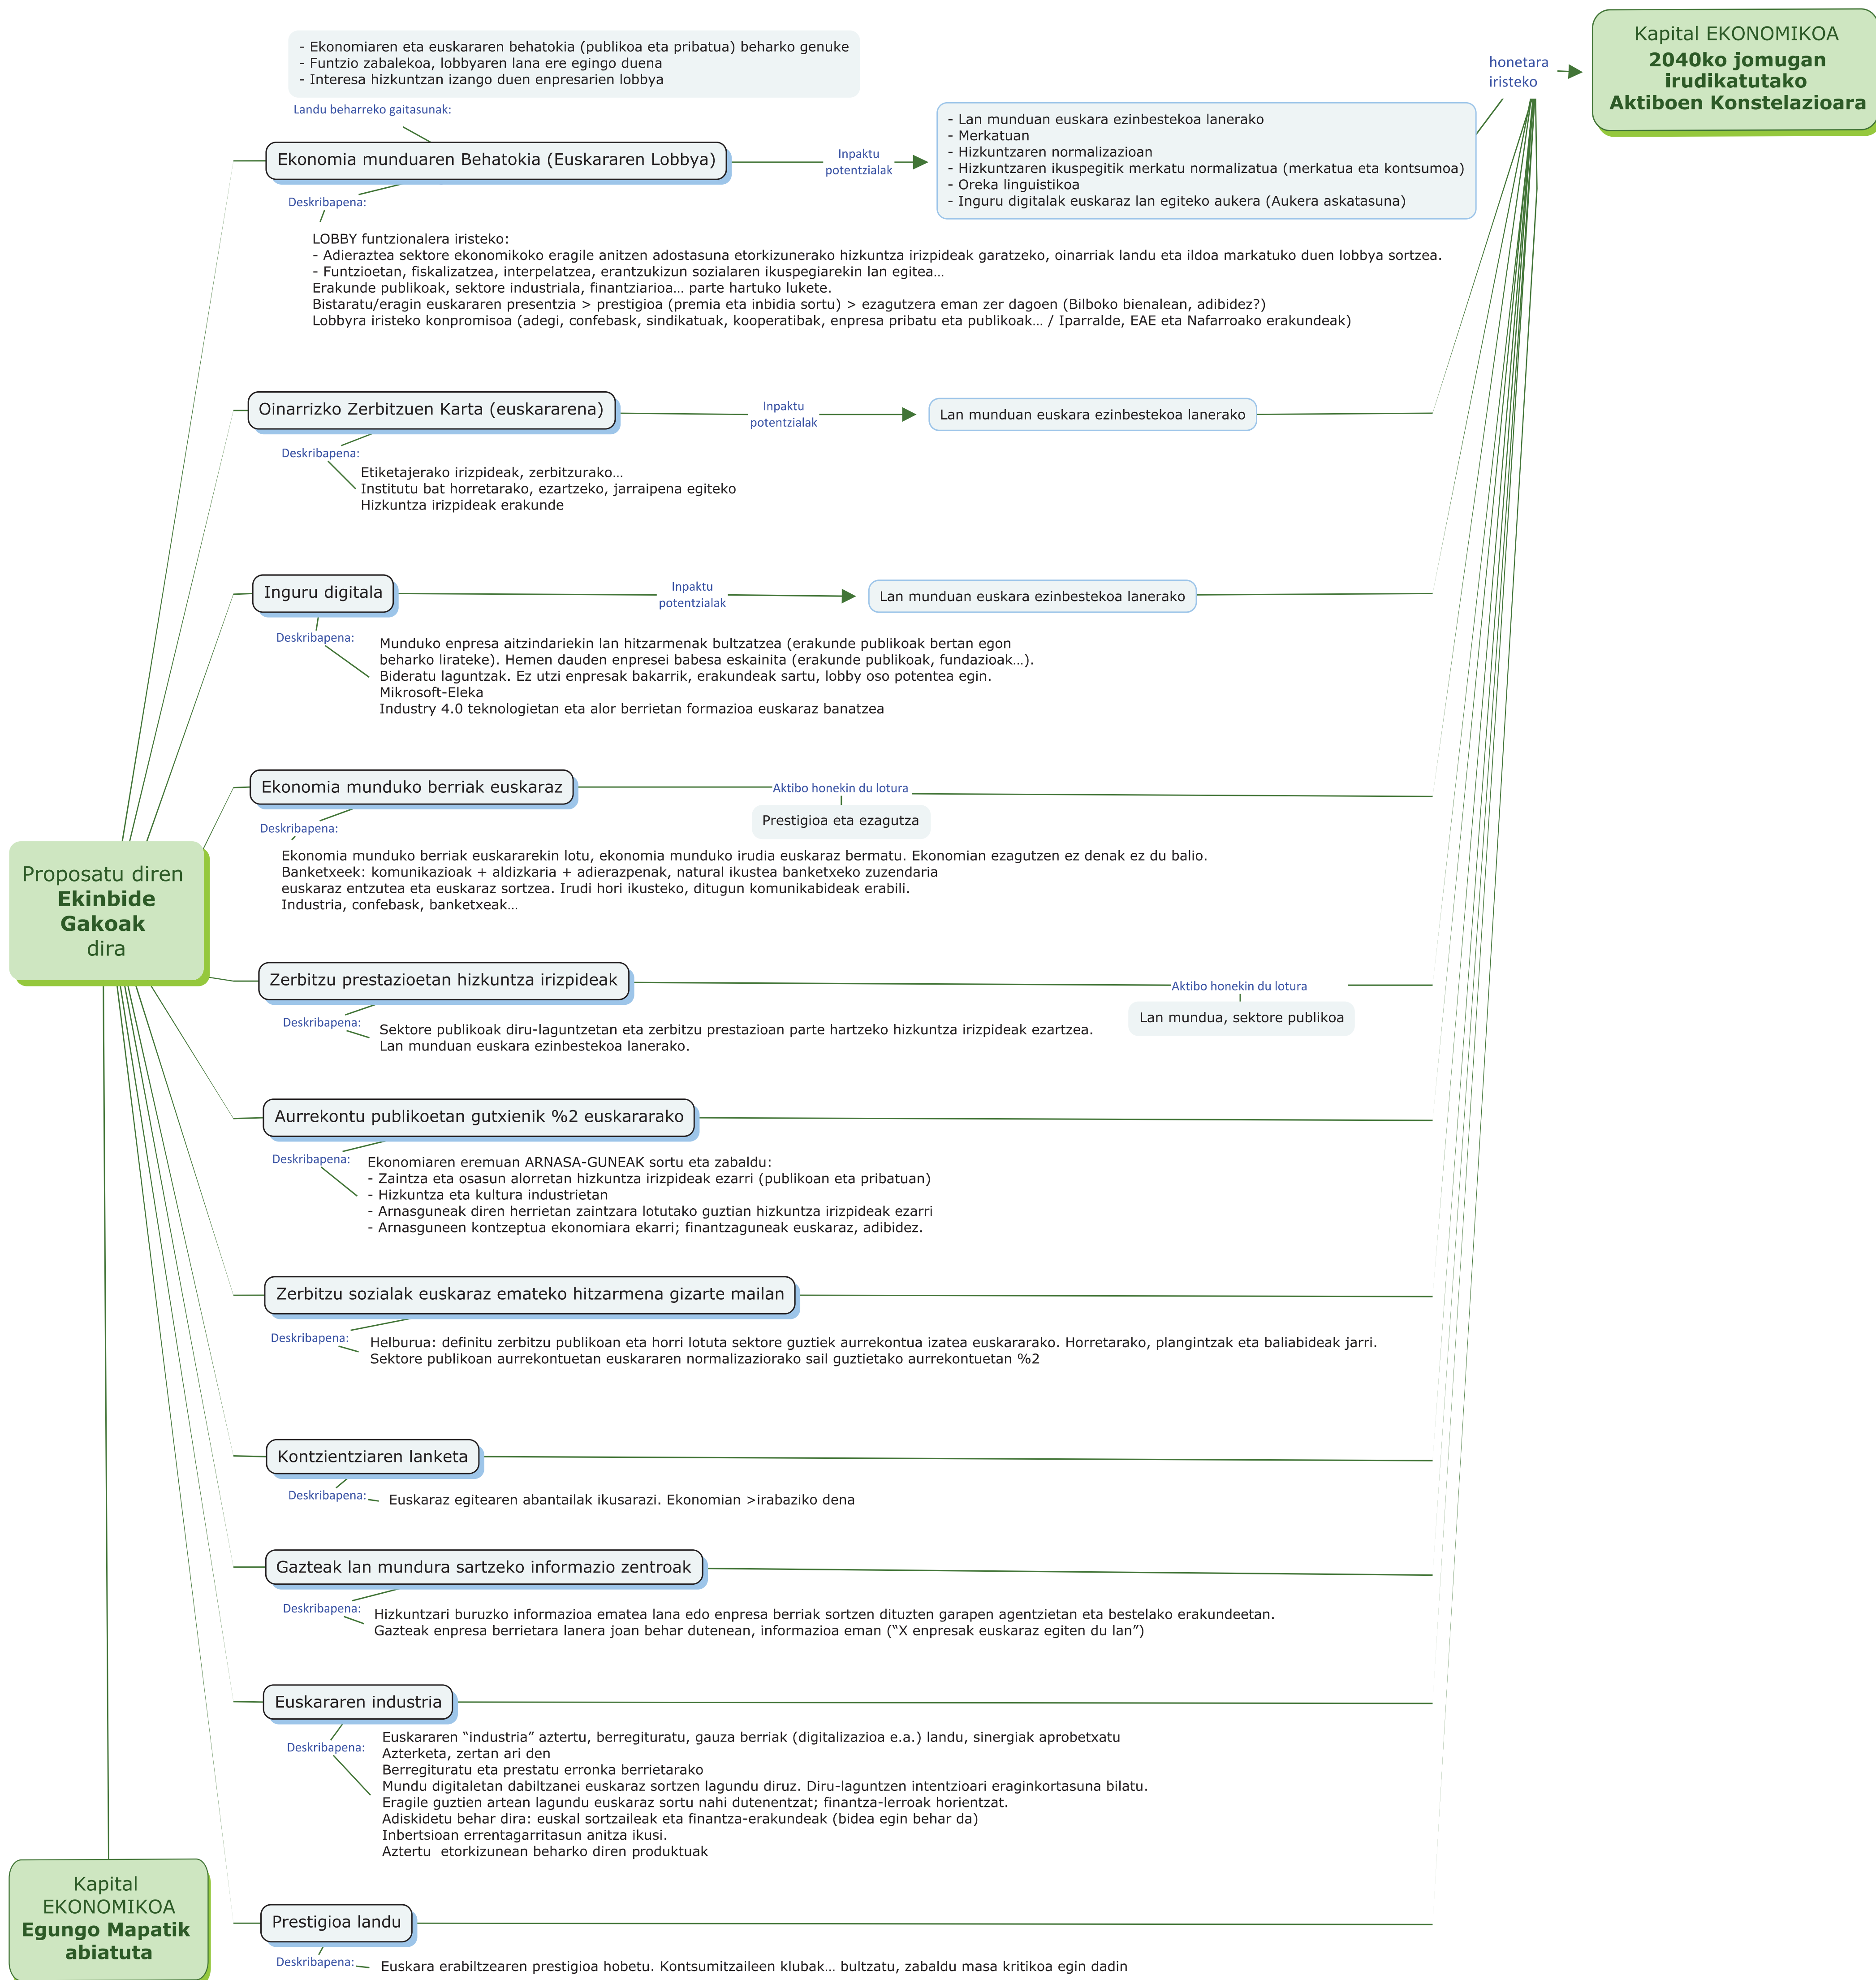 Kapital EKONOMIKOA
2040ko jomugan
irudikatutako
Aktiboen Konstelazioara
honetara
iristeko
- Ekonomiaren eta euskararen behatokia (publikoa eta pribatua) beharko genuke
- Funtzio zabalekoa, lobbyaren lana ere egingo duena
- Interesa hizkuntzan izango duen enpresarien lobbya
Landu beharreko gaitasunak:
Ekonomia munduaren Behatokia (Euskararen Lobbya)
Inpaktu
potentzialak
- Lan munduan euskara ezinbestekoa lanerako
- Merkatuan
- Hizkuntzaren normalizazioan
- Hizkuntzaren ikuspegitik merkatu normalizatua (merkatua eta kontsumoa)
- Oreka linguistikoa
- Inguru digitalak euskaraz lan egiteko aukera (Aukera askatasuna)
Deskribapena:
LOBBY funtzionalera iristeko:
- Adieraztea sektore ekonomikoko eragile anitzen adostasuna etorkizunerako hizkuntza irizpideak garatzeko, oinarriak landu eta ildoa markatuko duen lobbya sortzea.
- Funtzioetan, fiskalizatzea, interpelatzea, erantzukizun sozialaren ikuspegiarekin lan egitea…
Erakunde publikoak, sektore industriala, finantziarioa… parte hartuko lukete.
Bistaratu/eragin euskararen presentzia > prestigioa (premia eta inbidia sortu) > ezagutzera eman zer dagoen (Bilboko bienalean, adibidez?)
Lobbyra iristeko konpromisoa (adegi, confebask, sindikatuak, kooperatibak, enpresa pribatu eta publikoak… / Iparralde, EAE eta Nafarroako erakundeak)
Oinarrizko Zerbitzuen Karta (euskararena)
Inpaktu
potentzialak
Lan munduan euskara ezinbestekoa lanerako
Deskribapena:
Etiketajerako irizpideak, zerbitzurako…
Institutu bat horretarako, ezartzeko, jarraipena egiteko
Hizkuntza irizpideak erakunde
Inguru digitala
Inpaktu
potentzialak
Lan munduan euskara ezinbestekoa lanerako
Deskribapena:
Munduko enpresa aitzindariekin lan hitzarmenak bultzatzea (erakunde publikoak bertan egon
beharko lirateke). Hemen dauden enpresei babesa eskainita (erakunde publikoak, fundazioak…).
Bideratu laguntzak. Ez utzi enpresak bakarrik, erakundeak sartu, lobby oso potentea egin.
Mikrosoft-Eleka
Industry 4.0 teknologietan eta alor berrietan formazioa euskaraz banatzea
Ekonomia munduko berriak euskaraz
Aktibo honekin du lotura
Prestigioa eta ezagutza
Deskribapena:
Ekonomia munduko berriak euskararekin lotu, ekonomia munduko irudia euskaraz bermatu. Ekonomian ezagutzen ez denak ez du balio.
Banketxeek: komunikazioak + aldizkaria + adierazpenak, natural ikustea banketxeko zuzendaria
euskaraz entzutea eta euskaraz sortzea. Irudi hori ikusteko, ditugun komunikabideak erabili.
Industria, confebask, banketxeak…
Proposatu diren
Ekinbide
Gakoak
dira
Zerbitzu prestazioetan hizkuntza irizpideak
Aktibo honekin du lotura
Lan mundua, sektore publikoa
Deskribapena:
Sektore publikoak diru-laguntzetan eta zerbitzu prestazioan parte hartzeko hizkuntza irizpideak ezartzea.
Lan munduan euskara ezinbestekoa lanerako.
Aurrekontu publikoetan gutxienik %2 euskararako
Deskribapena:
Ekonomiaren eremuan ARNASA-GUNEAK sortu eta zabaldu:
- Zaintza eta osasun alorretan hizkuntza irizpideak ezarri (publikoan eta pribatuan)
- Hizkuntza eta kultura industrietan
- Arnasguneak diren herrietan zaintzara lotutako guztian hizkuntza irizpideak ezarri
- Arnasguneen kontzeptua ekonomiara ekarri; finantzaguneak euskaraz, adibidez.
Zerbitzu sozialak euskaraz emateko hitzarmena gizarte mailan
Deskribapena:
Helburua: definitu zerbitzu publikoan eta horri lotuta sektore guztiek aurrekontua izatea euskararako. Horretarako, plangintzak eta baliabideak jarri.
Sektore publikoan aurrekontuetan euskararen normalizaziorako sail guztietako aurrekontuetan %2
Kontzientziaren lanketa
Deskribapena:
Euskaraz egitearen abantailak ikusarazi. Ekonomian >irabaziko dena
Gazteak lan mundura sartzeko informazio zentroak
Deskribapena:
Hizkuntzari buruzko informazioa ematea lana edo enpresa berriak sortzen dituzten garapen agentzietan eta bestelako erakundeetan.
Gazteak enpresa berrietara lanera joan behar dutenean, informazioa eman (“X enpresak euskaraz egiten du lan”)
Euskararen industria
Deskribapena:
Euskararen “industria” aztertu, berregituratu, gauza berriak (digitalizazioa e.a.) landu, sinergiak aprobetxatu
Azterketa, zertan ari den
Berregituratu eta prestatu erronka berrietarako
Mundu digitaletan dabiltzanei euskaraz sortzen lagundu diruz. Diru-laguntzen intentzioari eraginkortasuna bilatu.
Eragile guztien artean lagundu euskaraz sortu nahi dutenentzat; finantza-lerroak horientzat.
Adiskidetu behar dira: euskal sortzaileak eta finantza-erakundeak (bidea egin behar da)
Inbertsioan errentagarritasun anitza ikusi.
Aztertu  etorkizunean beharko diren produktuak
Kapital
EKONOMIKOA
Egungo Mapatik
abiatuta
Prestigioa landu
Deskribapena:
Euskara erabiltzearen prestigioa hobetu. Kontsumitzaileen klubak… bultzatu, zabaldu masa kritikoa egin dadin